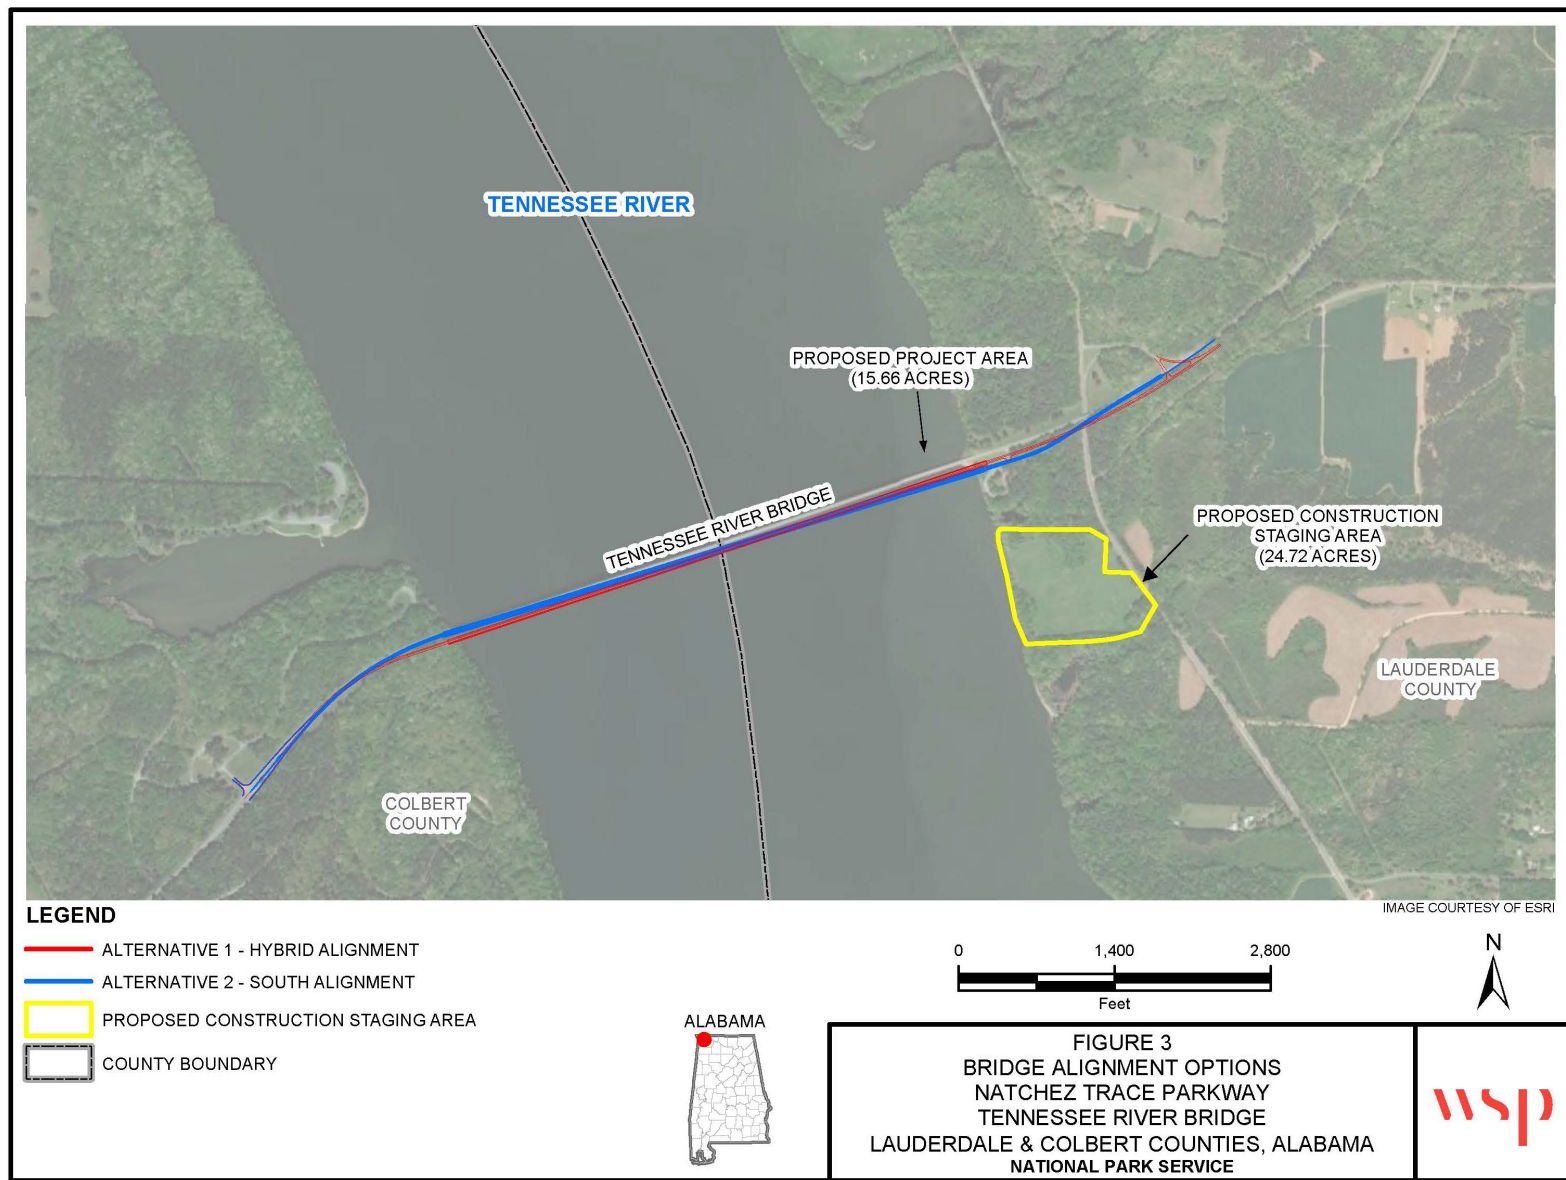 TENNESSEE RIVER
PROPOSED PROJECT AREA
(15.66 ACRES)
TENNESSEE RIVER BRIDGE
PROPOSED CONSTRUCTION
STAGING AREA
(24.72 ACRES)
LAUDERDALE
COUNTY
COLBERT
COUNTY
IMAGE COURTESY OF ESRI
LEGEND
ALTERNATIVE 1 - HYBRID ALIGNMENT
ALTERNATIVE 2 - SOUTH ALIGNMENT
PROPOSED CONSTRUCTION STAGING AREA
COUNTY BOUNDARY
ALABAMA
0 1,400 2,800
Feet
N
FIGURE 3
BRIDGE ALIGNMENT OPTIONS
NATCHEZ TRACE PARKWAY
TENNESSEE RIVER BRIDGE
LAUDERDALE & COLBERT COUNTIES, ALABAMA
NATIONAL PARK SERVICE
wsp